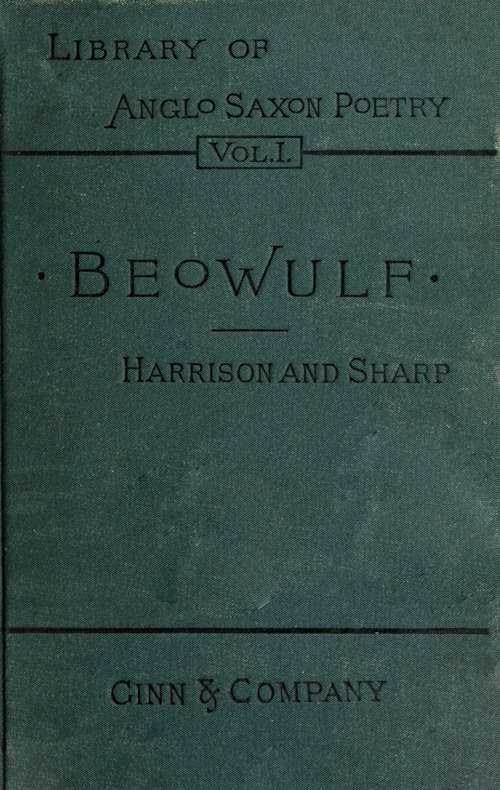 LIBRARY OF
ANGLO SAXON POETRY
VOL. I.
· BEOWULF ·
HARRISON AND SHARP
GINN & COMPANY